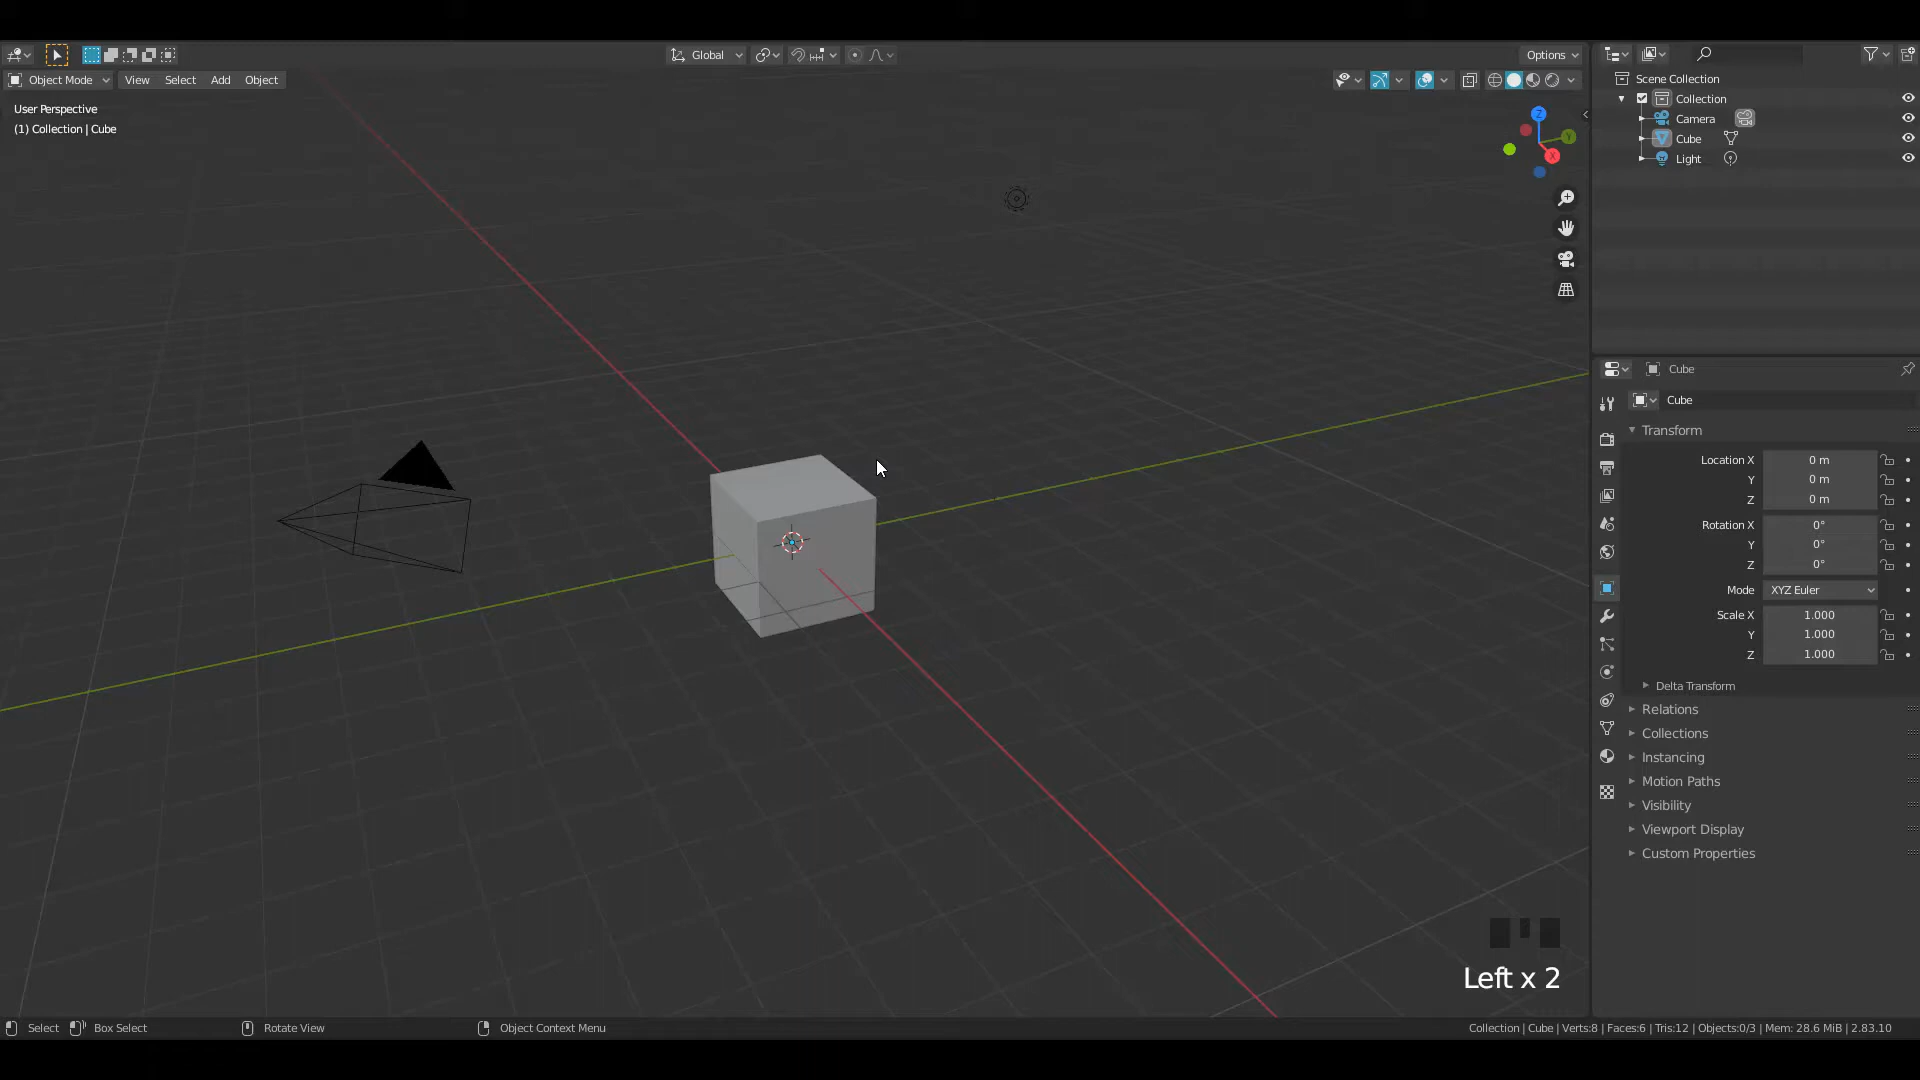 Global
Options
Object Mode
View
Select
Add
Object
User Perspective
(1) Collection | Cube
Z
Y
X
Scene Collection
Collection
Camera
Cube
Light
Cube
Cube
Transform
Location X 0 m
Y 0 m
Z 0 m
Rotation X 0°
Y 0°
Z 0°
Mode XYZ Euler
Scale X 1.000
Y 1.000
Z 1.000
Delta Transform
Relations
Collections
Instancing
Motion Paths
Visibility
Viewport Display
Custom Properties
Left x 2
Select
Box Select
Rotate View
Object Context Menu
Collection | Cube | Verts:8 | Faces:6 | Tris:12 | Objects:0/3 | Mem: 28.6 MiB | 2.83.10